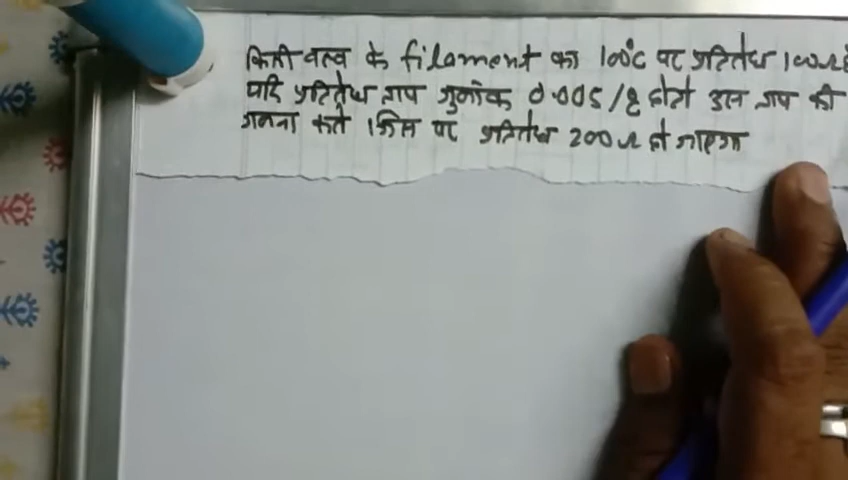 किसी बल्ब के filament का 100°C पर प्रतिरोध 100Ω है
यदि प्रतिरोध ताप गुणांक 0.005/°C हो तो उस ताप की
गणना करो जिस पर प्रतिरोध 200Ω हो जाएगा